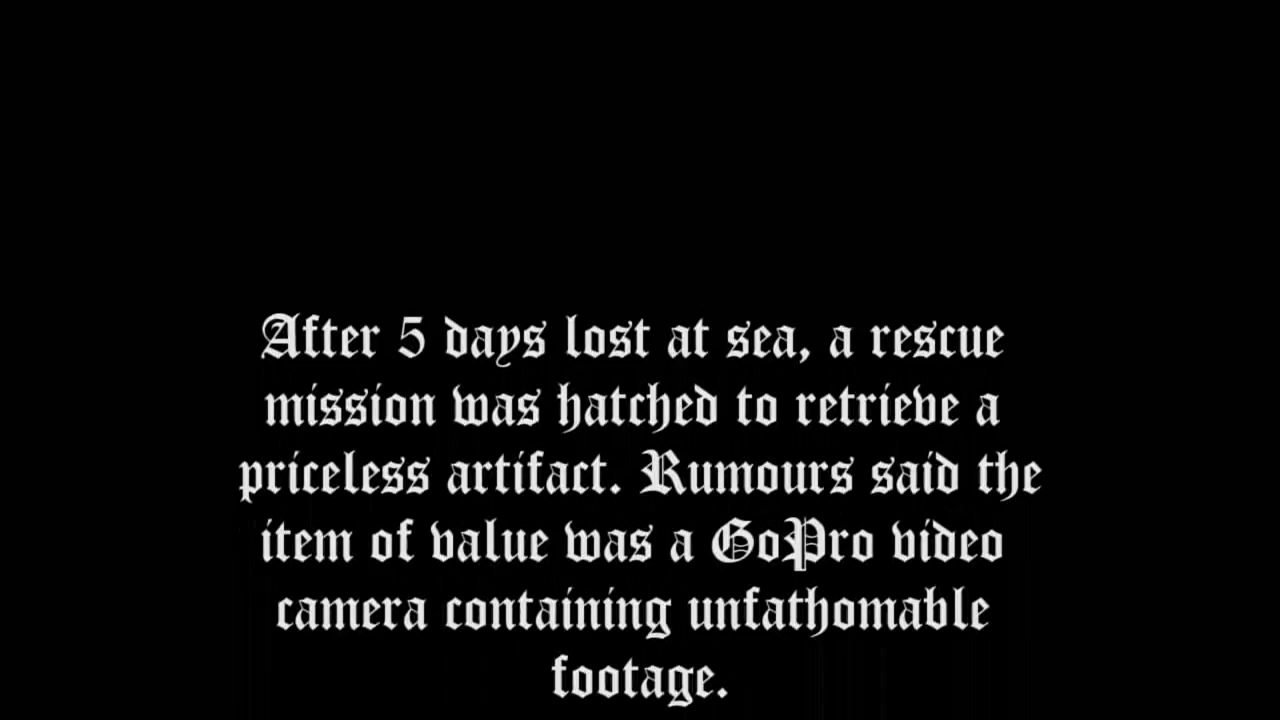 After 5 days lost at sea, a rescue
mission was hatched to retrieve a
priceless artifact. Rumours said the
item of value was a GoPro video
camera containing unfathomable
footage.